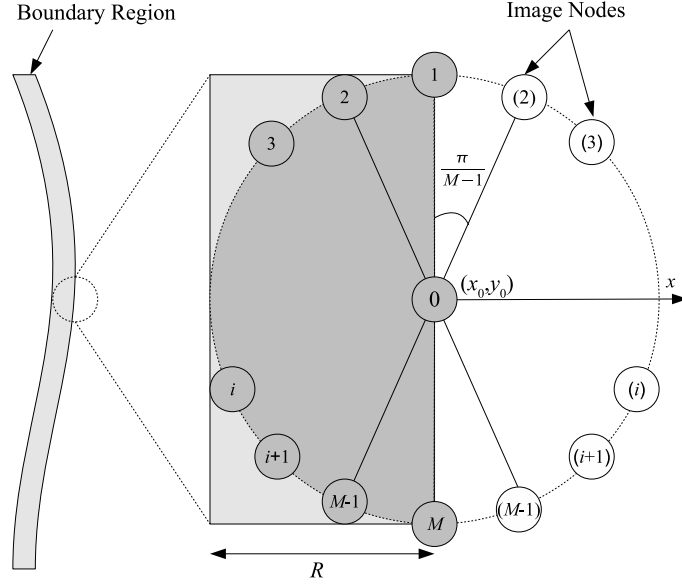 Boundary Region
Image Nodes
1
2
(2)
3
(3)
π
M−1
0
(x₀,y₀)
x
i
(i)
i+1
(i+1)
M-1
(M-1)
M
R